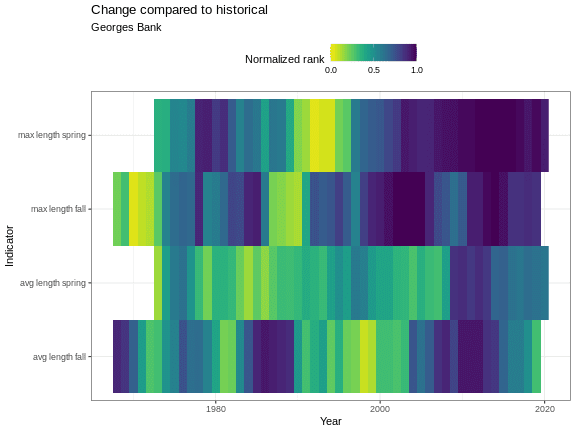 Change compared to historical
Georges Bank
Normalized rank
0.0 0.5 1.0
max length spring
max length fall
avg length spring
avg length fall
Indicator
1980 2000 2020
Year